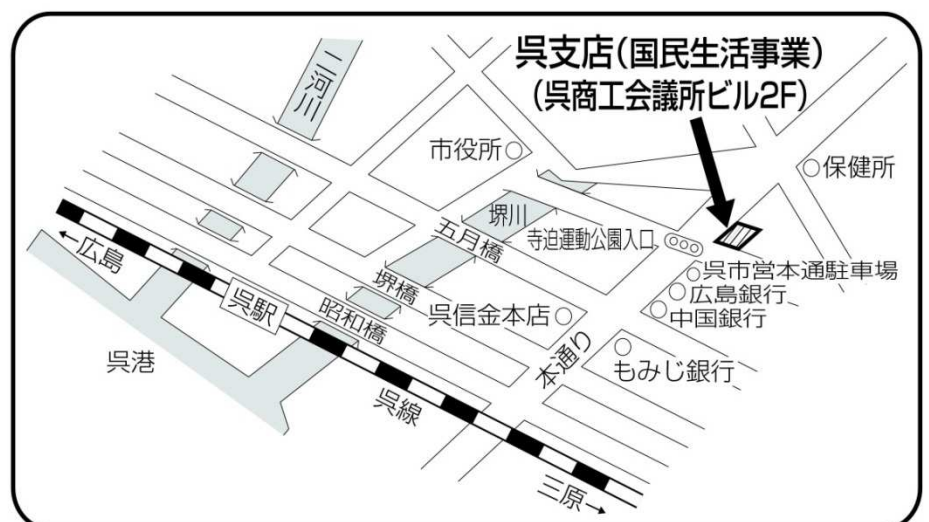 呉支店(国民生活事業)
(呉商工会議所ビル2F)
二河川
市役所
保健所
堺川
五月橋
寺迫運動公園入口
←広島
堺橋
呉市営本通駐車場
広島銀行
呉駅
昭和橋
呉信金本店
中国銀行
本通り
もみじ銀行
呉港
呉線
三原→